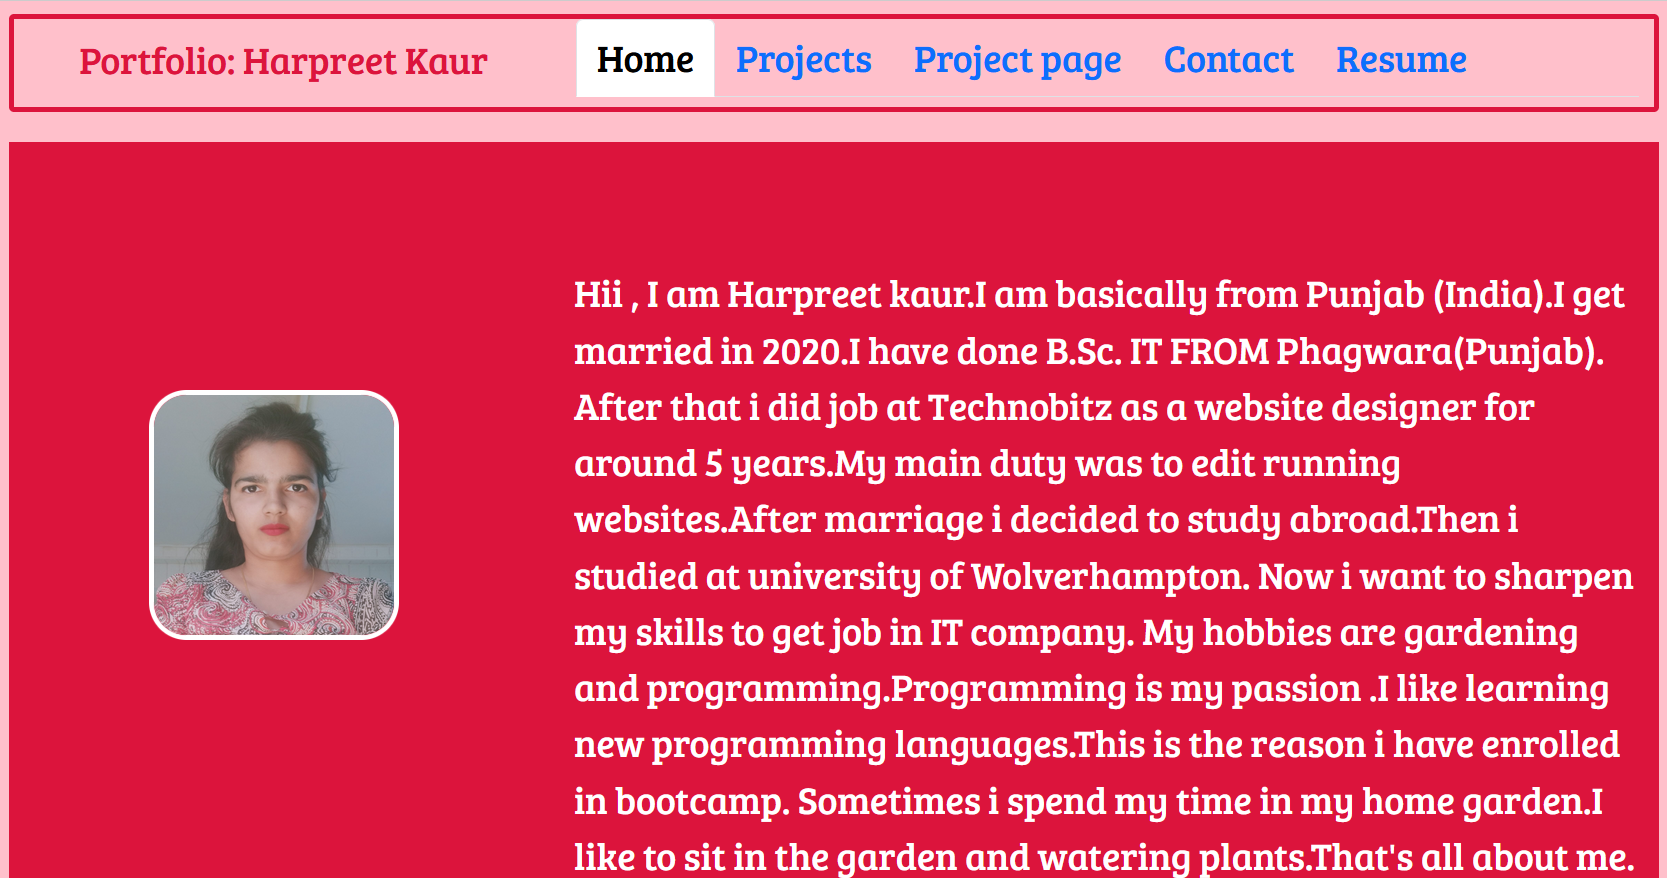 Portfolio: Harpreet Kaur
Home Projects Project page Contact Resume
Hii , I am Harpreet kaur.I am basically from Punjab (India).I get
married in 2020.I have done B.Sc. IT FROM Phagwara(Punjab).
After that i did job at Technobitz as a website designer for
around 5 years.My main duty was to edit running
websites.After marriage i decided to study abroad.Then i
studied at university of Wolverhampton. Now i want to sharpen
my skills to get job in IT company. My hobbies are gardening
and programming.Programming is my passion .I like learning
new programming languages.This is the reason i have enrolled
in bootcamp. Sometimes i spend my time in my home garden.I
like to sit in the garden and watering plants.That's all about me.